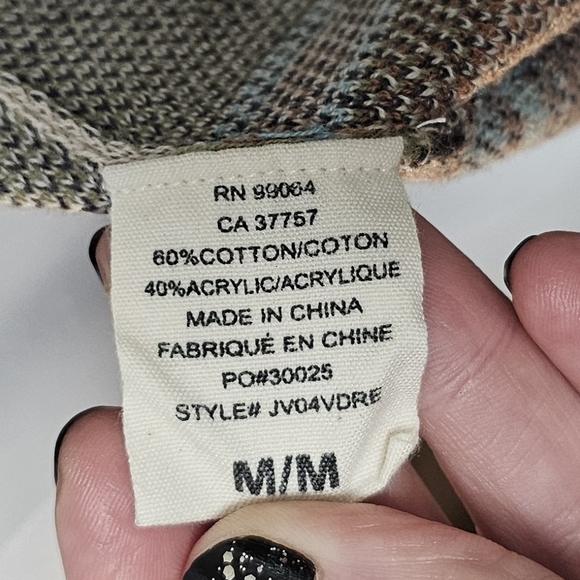 RN 99064
CA 37757
60%COTTON/COTON
40%ACRYLIC/ACRYLIQUE
MADE IN CHINA
FABRIQUÉ EN CHINE
PO#30025
STYLE# JV04VDRE
M/M